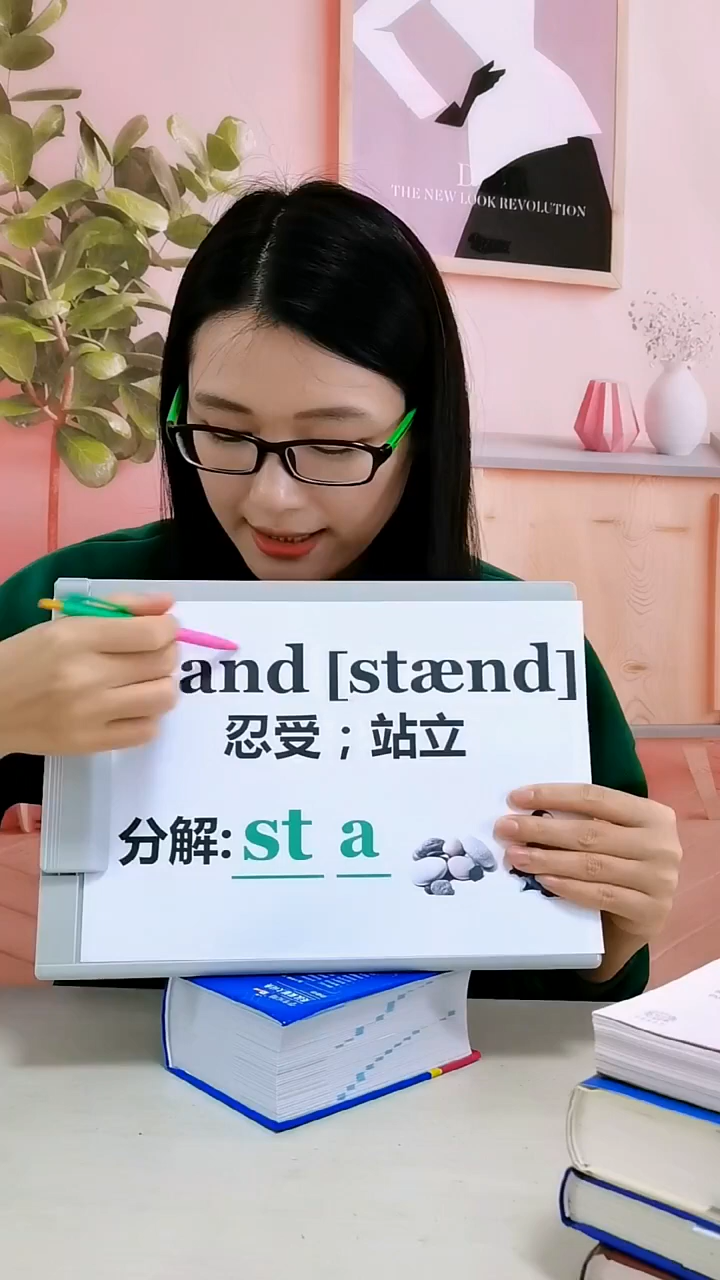 THE NEW LOOK REVOLUTION
and [stænd]
忍受；站立
分解: st a